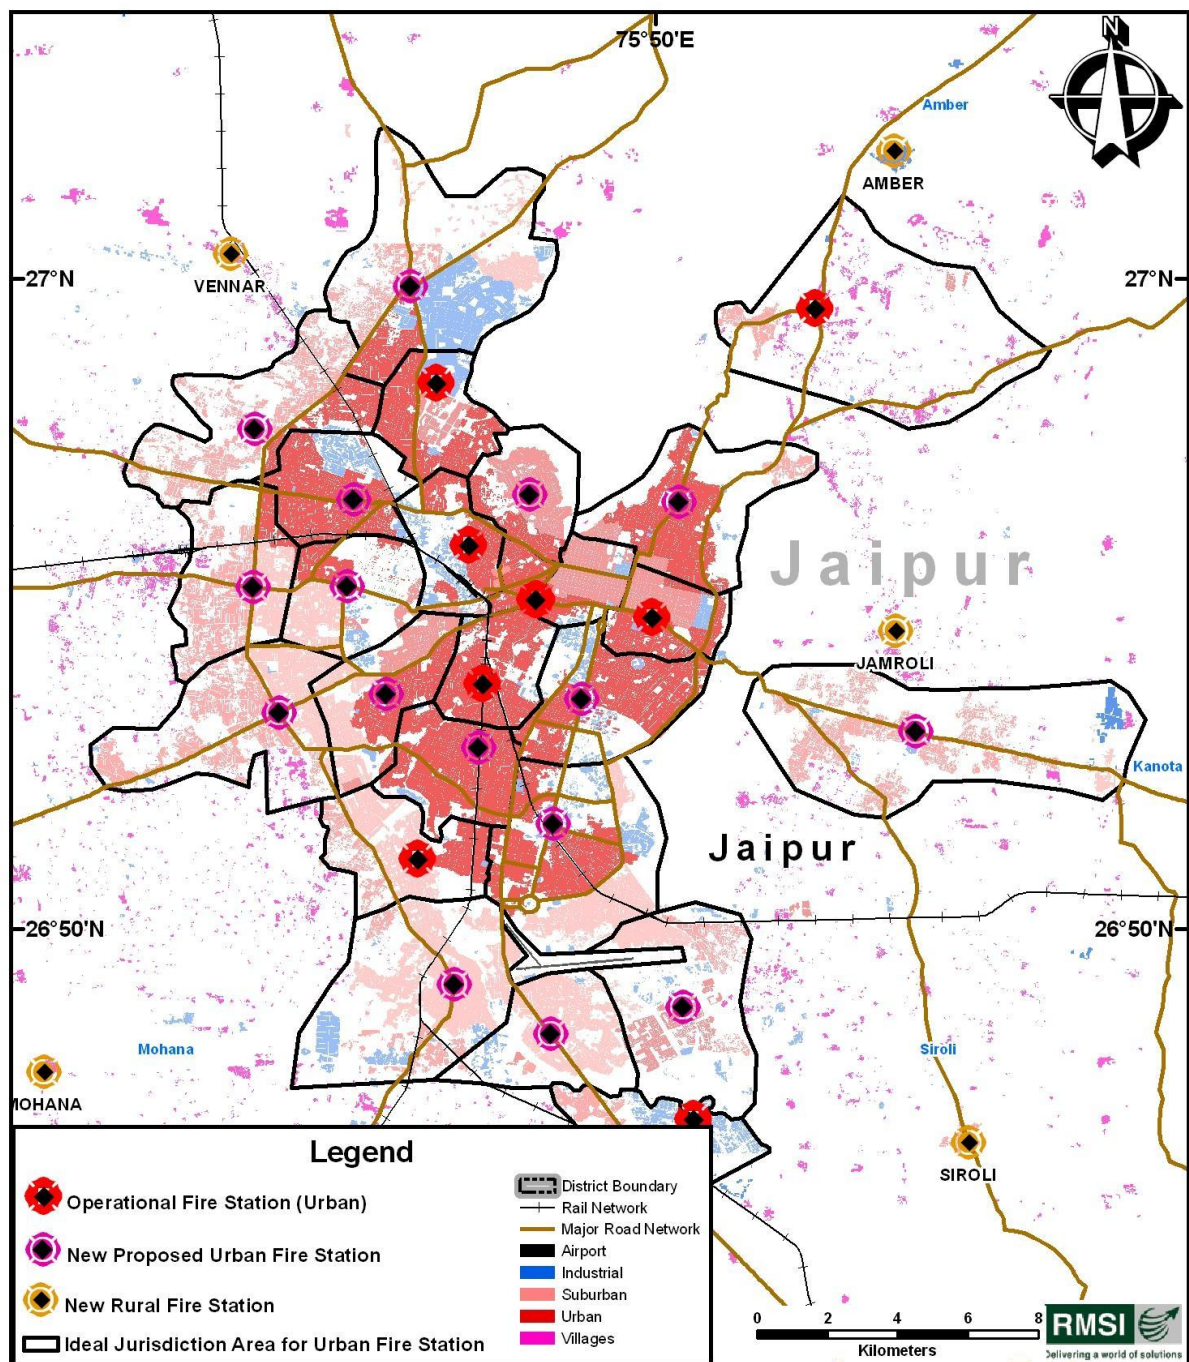 75°50'E
N
Amber
AMBER
VENNAR
27°N
27°N
Jaipur
JAMROLI
Kanota
Jaipur
26°50'N
26°50'N
Mohana
Siroli
MOHANA
SIROLI
Legend
Operational Fire Station (Urban)
New Proposed Urban Fire Station
New Rural Fire Station
Ideal Jurisdiction Area for Urban Fire Station
District Boundary
Rail Network
Major Road Network
Airport
Industrial
Suburban
Urban
Villages
0 2 4 6 8
Kilometers
RMSI
Delivering a world of solutions